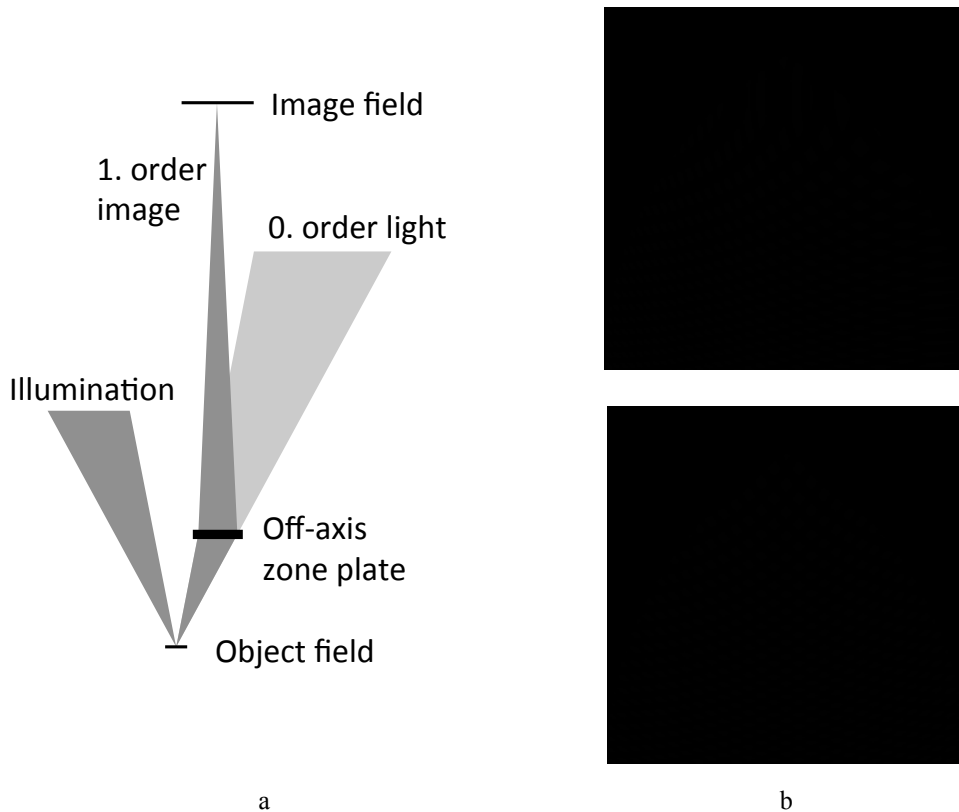 Image field
1. order
image
0. order light
Illumination
Off-axis
zone plate
Object field
a
b